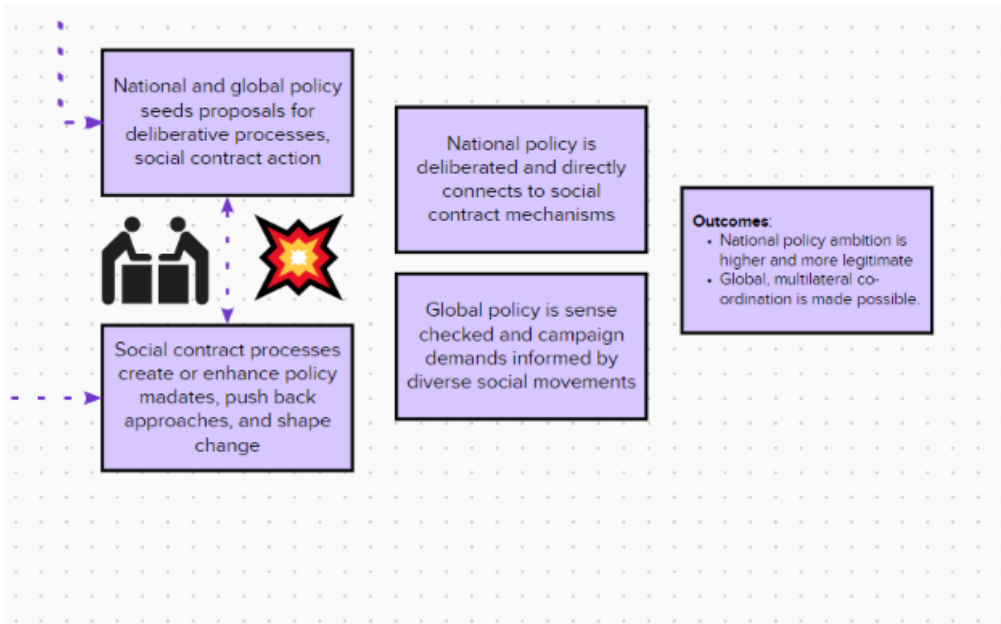 National and global policy
seeds proposals for
deliberative processes,
social contract action
National policy is
deliberated and directly
connects to social
contract mechanisms
Outcomes:
• National policy ambition is
higher and more legitimate
• Global, multilateral co-
ordination is made possible.
Global policy is sense
checked and campaign
demands informed by
diverse social movements
Social contract processes
create or enhance policy
madates, push back
approaches, and shape
change